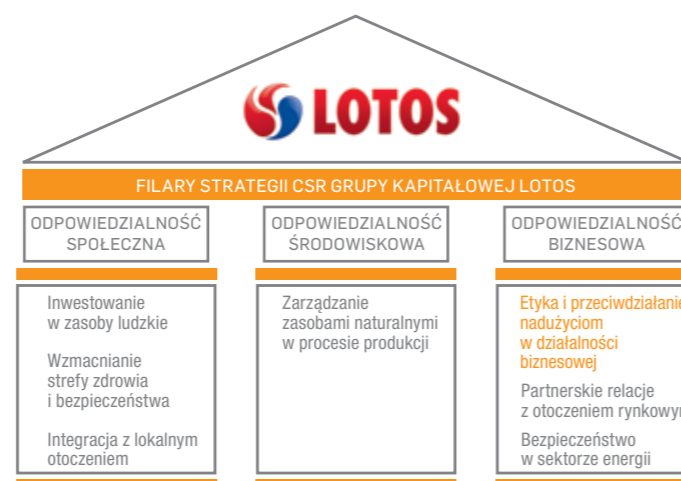 LOTOS
FILARY STRATEGII CSR GRUPY KAPITAŁOWEJ LOTOS
ODPOWIEDZIALNOŚĆ
SPOŁECZNA
Inwestowanie
w zasoby ludzkie
Wzmacnianie
strefy zdrowia
i bezpieczeństwa
Integracja z lokalnym
otoczeniem
ODPOWIEDZIALNOŚĆ
ŚRODOWISKOWA
Zarządzanie
zasobami naturalnymi
w procesie produkcji
ODPOWIEDZIALNOŚĆ
BIZNESOWA
Etyka i przeciwdziałanie
nadużyciom
w działalności
biznesowej
Partnerskie relacje
z otoczeniem rynkowym
Bezpieczeństwo
w sektorze energii